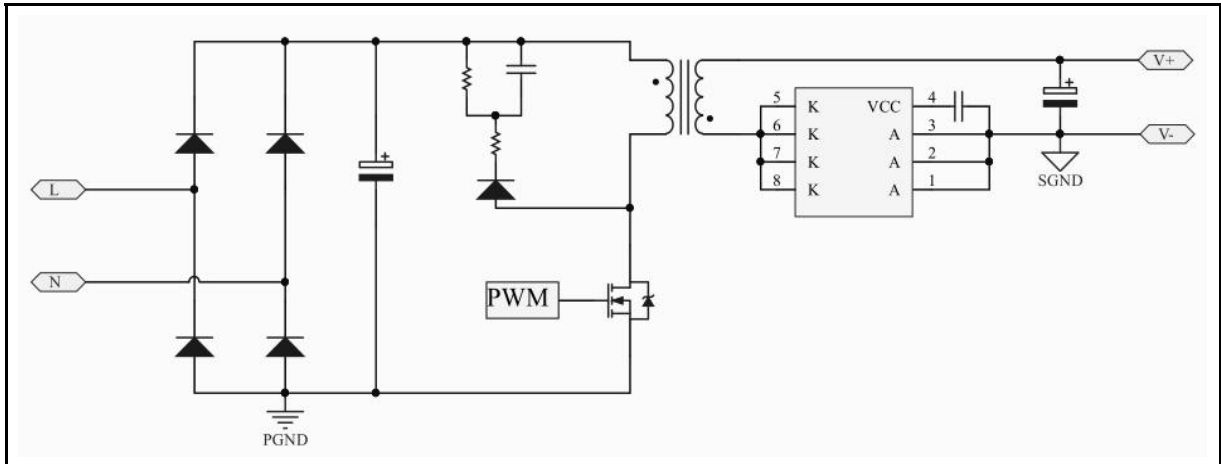 V+
5 K VCC 4
6 K A 3
V-
7 K A 2
SGND
L
8 K A 1
N
PWM
PGND